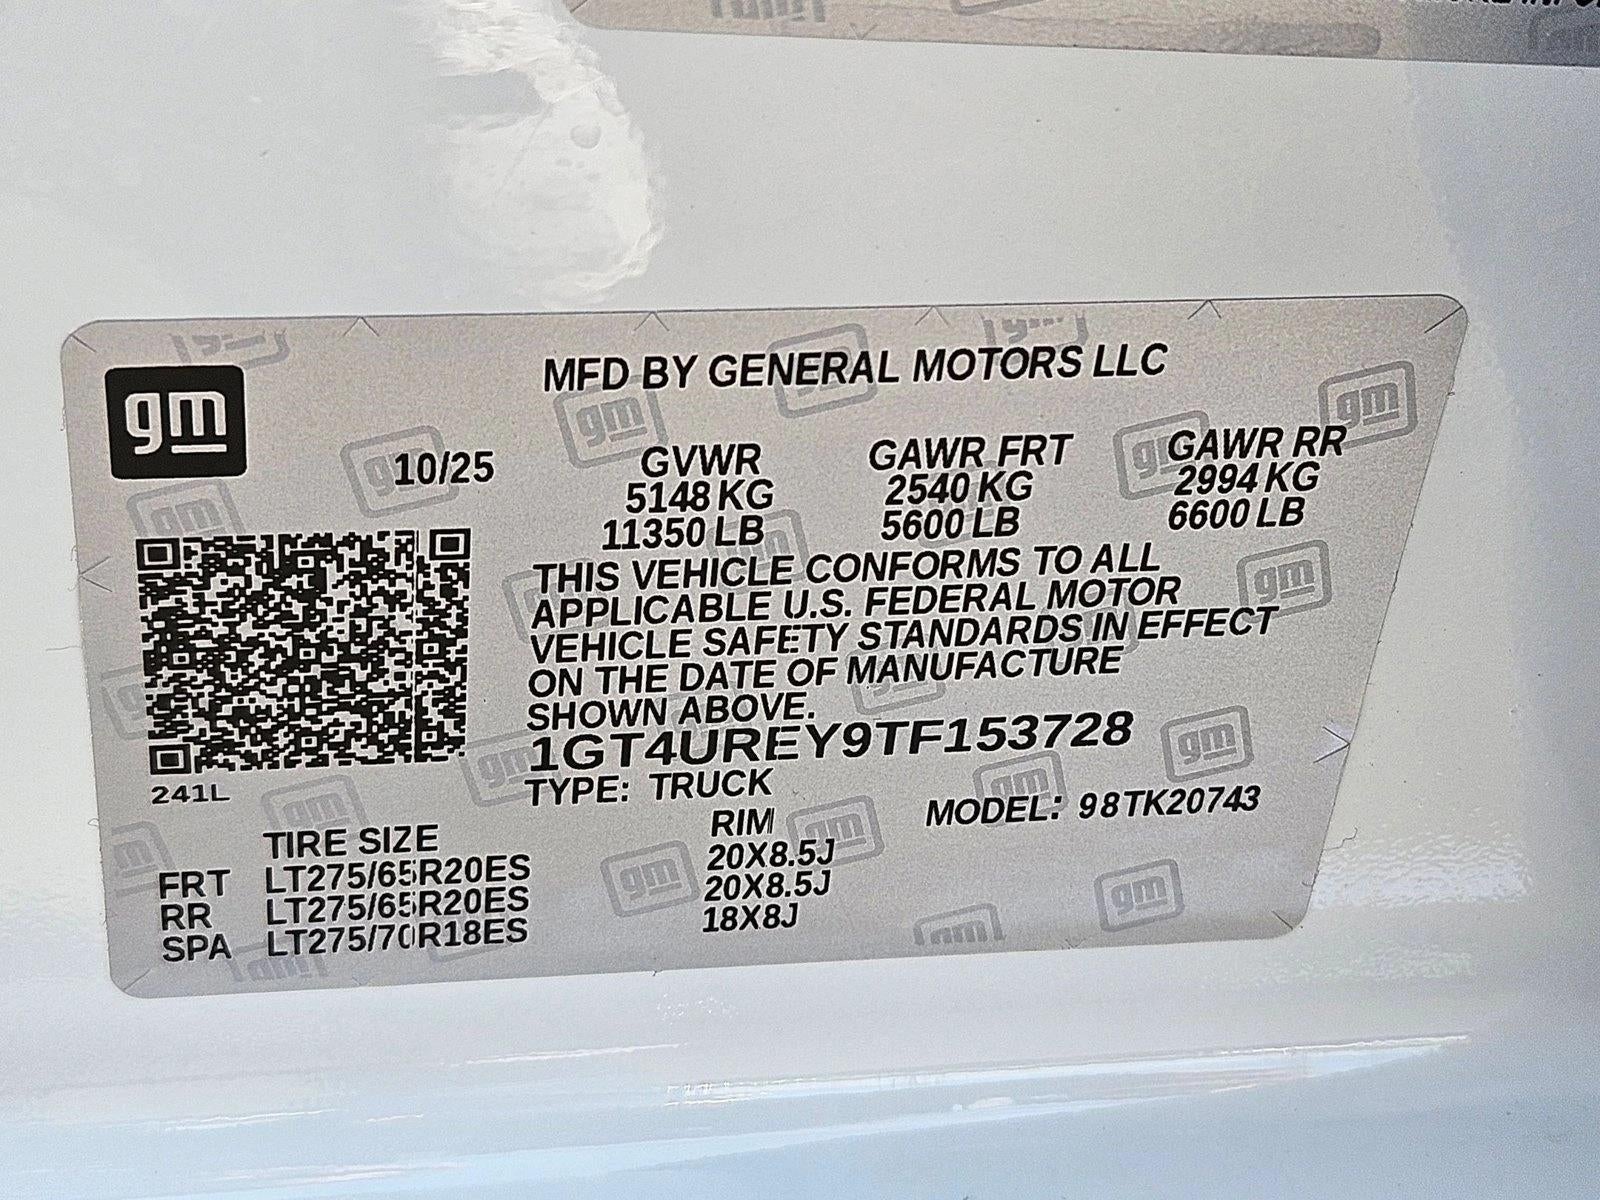 gm
MFD BY GENERAL MOTORS LLC
10/25
GVWR GAWR FRT GAWR RR
5148 KG 2540 KG 2994 KG
11350 LB 5600 LB 6600 LB
THIS VEHICLE CONFORMS TO ALL
APPLICABLE U.S. FEDERAL MOTOR
VEHICLE SAFETY STANDARDS IN EFFECT
ON THE DATE OF MANUFACTURE
SHOWN ABOVE.
1GT4UREY9TF153728
241L
TYPE: TRUCK
MODEL: 98TK20743
TIRE SIZE RIM
FRT LT275/65R20ES 20X8.5J
RR LT275/65R20ES 20X8.5J
SPA LT275/70R18ES 18X8J